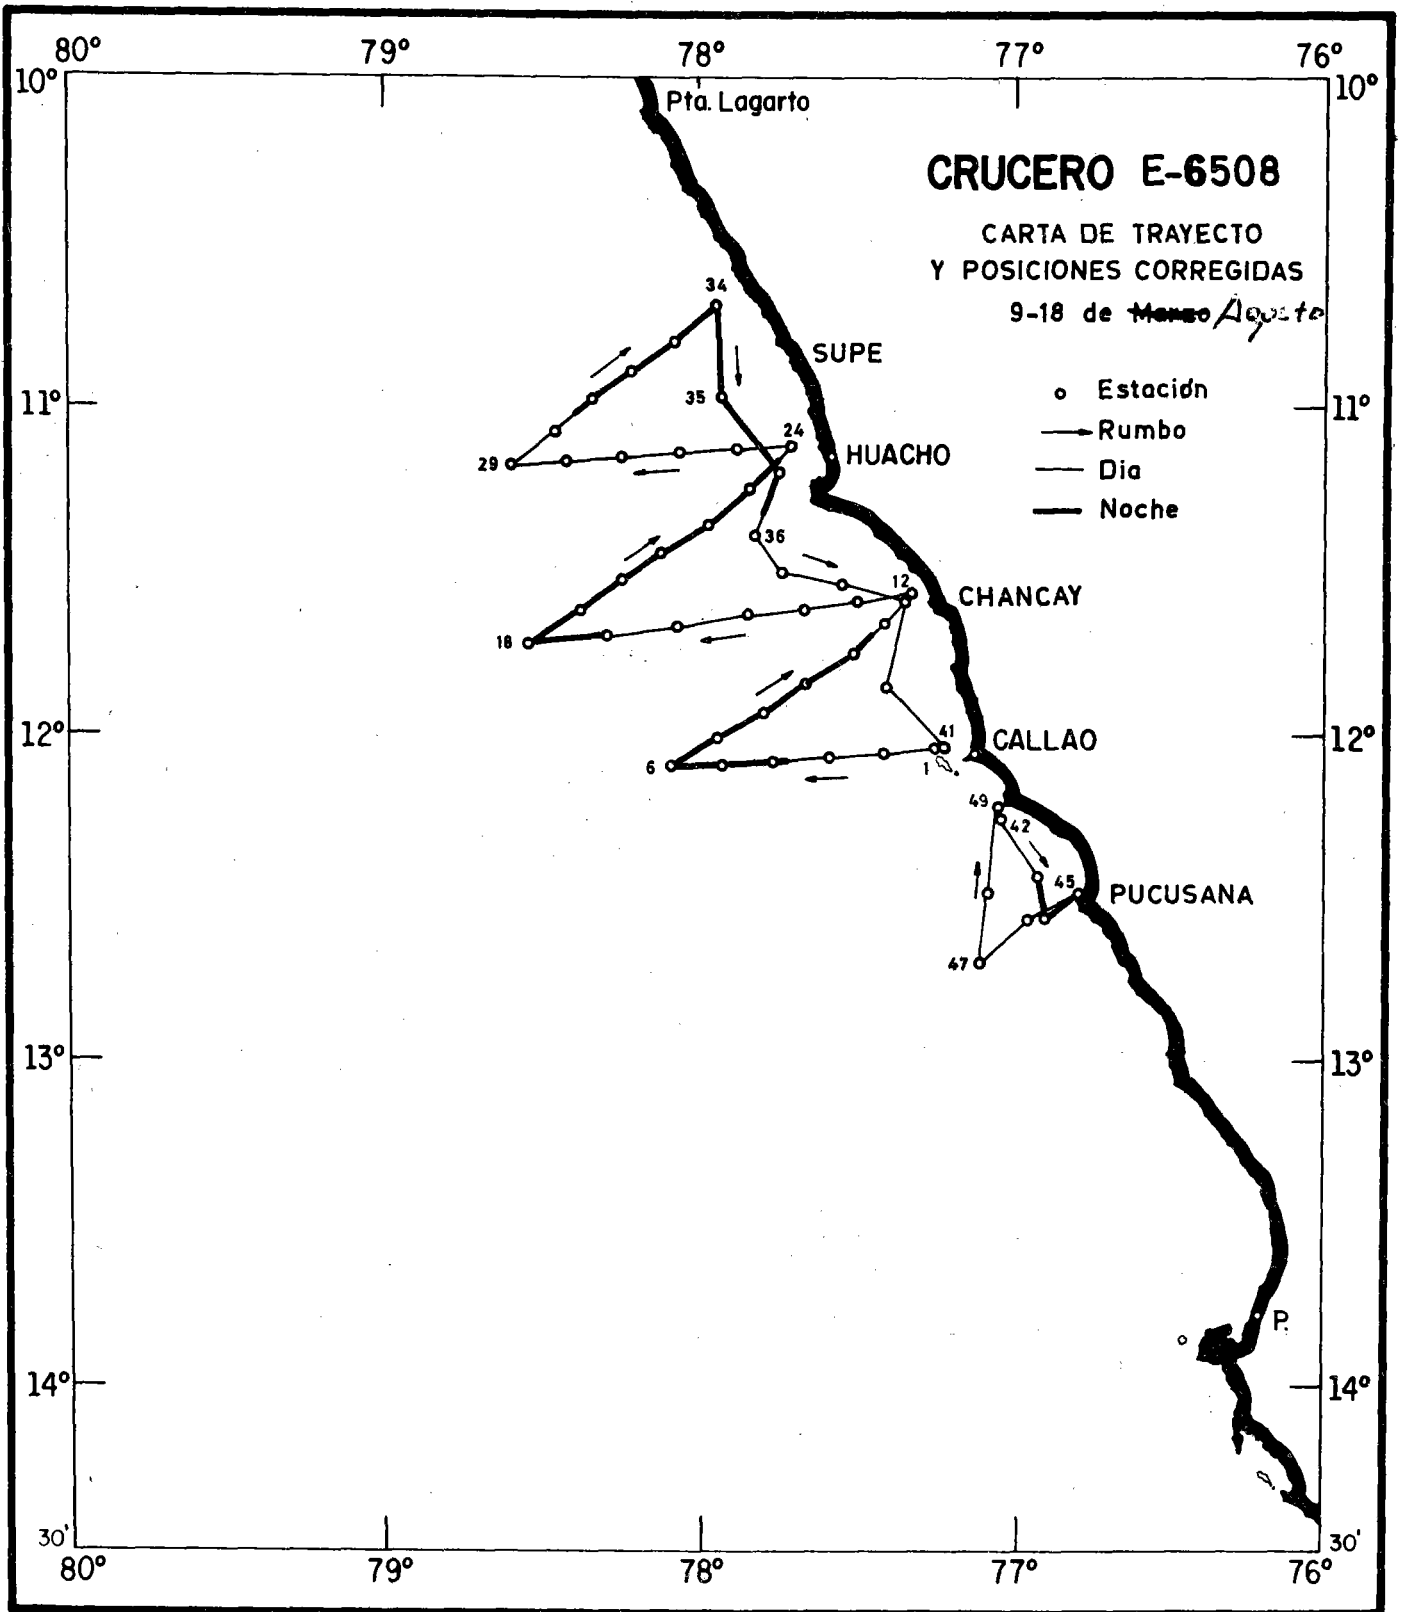 80° 79° 78° 77° 76°
10° 10°
Pta. Lagarto
CRUCERO E-6508
CARTA DE TRAYECTO
Y POSICIONES CORREGIDAS
9-18 de Marzo Agosto
34
SUPE
Estación
11° 35 11°
24
Rumbo
29 HUACHO
Dia
Noche
36
12
CHANCAY
18
12° 41 CALLAO 12°
6 1
49
42
45 PUCUSANA
47
13° 13°
P.
14° 14°
30' 30'
80° 79° 78° 77° 76°